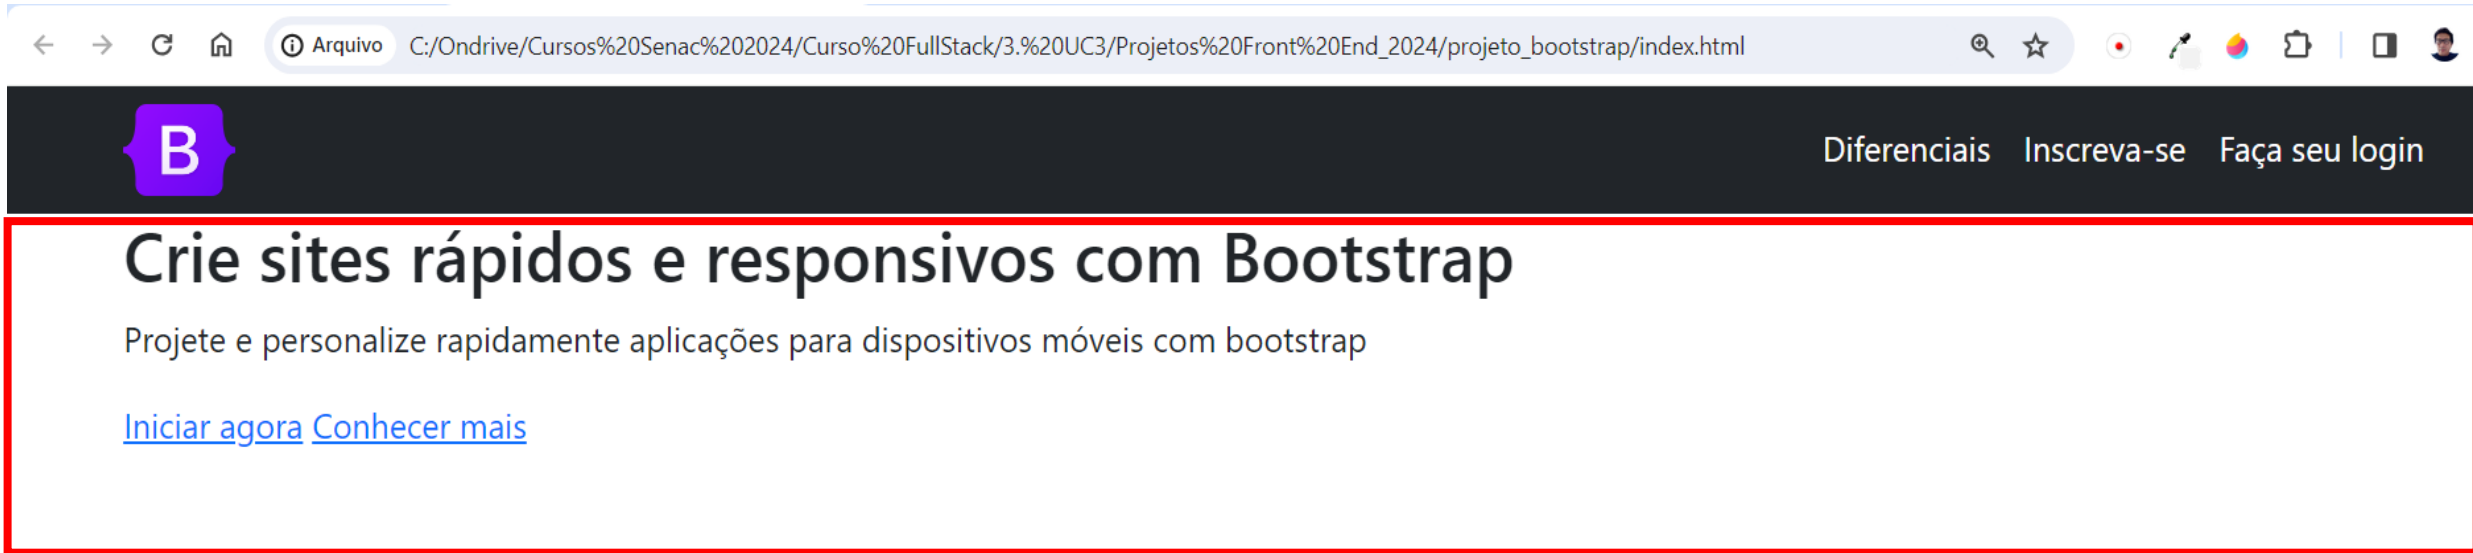 Arquivo C:/Ondrive/Cursos%20Senac%202024/Curso%20FullStack/3.%20UC3/Projetos%20Front%20End_2024/projeto_bootstrap/index.html
B Diferenciais Inscreva-se Faça seu login
Crie sites rápidos e responsivos com Bootstrap
Projete e personalize rapidamente aplicações para dispositivos móveis com bootstrap
Iniciar agora Conhecer mais